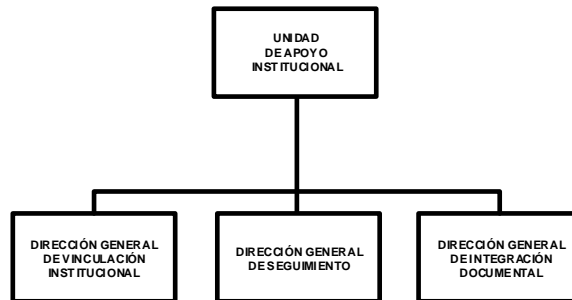 UNIDAD
DE APOYO
INSTITUCIONAL
DIRECCIÓN GENERAL
DE VINCULACIÓN
INSTITUCIONAL
DIRECCIÓN GENERAL
DE SEGUIMIENTO
DIRECCIÓN GENERAL
DE INTEGRACIÓN
DOCUMENTAL